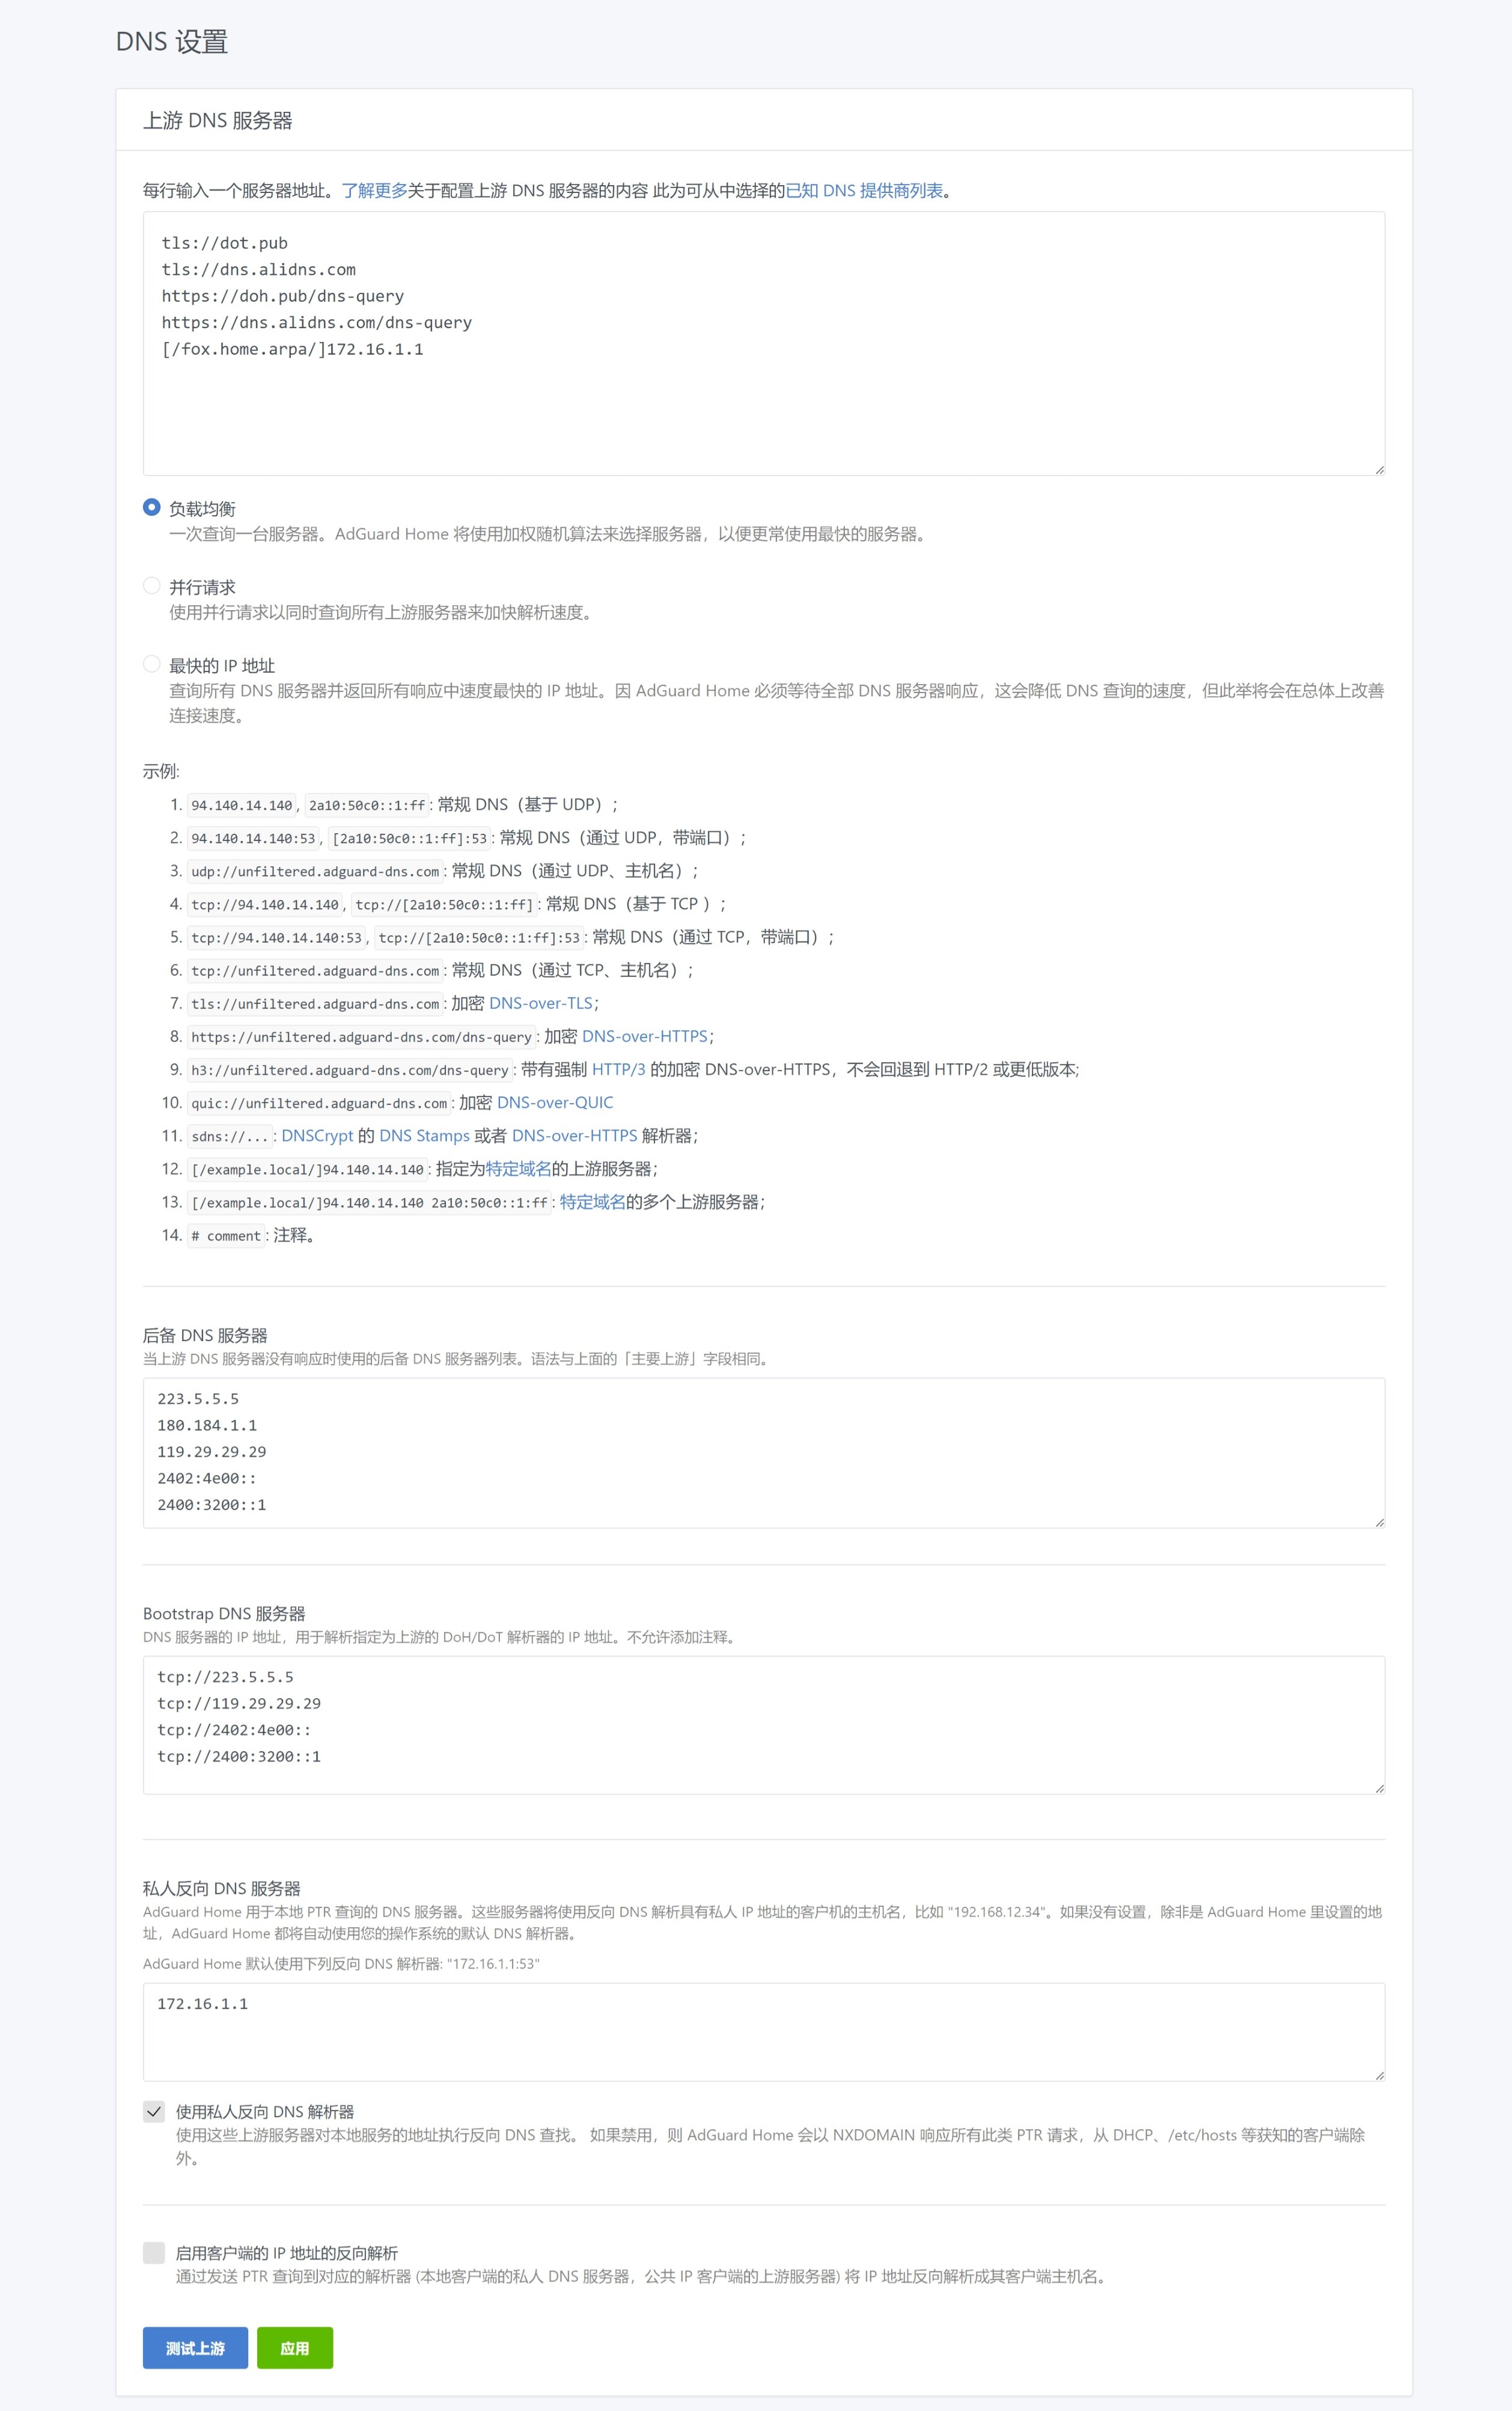 DNS 设置
上游 DNS 服务器
每行输入一个服务器地址。了解更多关于配置上游 DNS 服务器的内容 此为可从中选择的已知 DNS 提供商列表。
tls://dot.pub
tls://dns.alidns.com
https://doh.pub/dns-query
https://dns.alidns.com/dns-query
[/fox.home.arpa/]172.16.1.1
负载均衡
一次查询一台服务器。AdGuard Home 将使用加权随机算法来选择服务器，以便更常使用最快的服务器。
并行请求
使用并行请求以同时查询所有上游服务器来加快解析速度。
最快的 IP 地址
查询所有 DNS 服务器并返回所有响应中速度最快的 IP 地址。因 AdGuard Home 必须等待全部 DNS 服务器响应，这会降低 DNS 查询的速度，但此举将会在总体上改善
连接速度。
示例:
1. 94.140.14.140, 2a10:50c0::1:ff: 常规 DNS（基于 UDP）;
2. 94.140.14.140:53, [2a10:50c0::1:ff]:53: 常规 DNS（通过 UDP，带端口）;
3. udp://unfiltered.adguard-dns.com: 常规 DNS（通过 UDP、主机名）;
4. tcp://94.140.14.140, tcp://[2a10:50c0::1:ff]: 常规 DNS（基于 TCP ）;
5. tcp://94.140.14.140:53, tcp://[2a10:50c0::1:ff]:53: 常规 DNS（通过 TCP，带端口）;
6. tcp://unfiltered.adguard-dns.com: 常规 DNS（通过 TCP、主机名）;
7. tls://unfiltered.adguard-dns.com: 加密 DNS-over-TLS;
8. https://unfiltered.adguard-dns.com/dns-query: 加密 DNS-over-HTTPS;
9. h3://unfiltered.adguard-dns.com/dns-query: 带有强制 HTTP/3 的加密 DNS-over-HTTPS，不会回退到 HTTP/2 或更低版本;
10. quic://unfiltered.adguard-dns.com: 加密 DNS-over-QUIC
11. sdns://...: DNSCrypt 的 DNS Stamps 或者 DNS-over-HTTPS 解析器;
12. [/example.local/]94.140.14.140: 指定为特定域名的上游服务器;
13. [/example.local/]94.140.14.140 2a10:50c0::1:ff: 特定域名的多个上游服务器;
14. # comment: 注释。
后备 DNS 服务器
当上游 DNS 服务器没有响应时使用的后备 DNS 服务器列表。语法与上面的「主要上游」字段相同。
223.5.5.5
180.184.1.1
119.29.29.29
2402:4e00::
2400:3200::1
Bootstrap DNS 服务器
DNS 服务器的 IP 地址，用于解析指定为上游的 DoH/DoT 解析器的 IP 地址。不允许添加注释。
tcp://223.5.5.5
tcp://119.29.29.29
tcp://2402:4e00::
tcp://2400:3200::1
私人反向 DNS 服务器
AdGuard Home 用于本地 PTR 查询的 DNS 服务器。这些服务器将使用反向 DNS 解析具有私人 IP 地址的客户机的主机名，比如 "192.168.12.34"。如果没有设置，除非是 AdGuard Home 里设置的地
址，AdGuard Home 都将自动使用您的操作系统的默认 DNS 解析器。
AdGuard Home 默认使用下列反向 DNS 解析器: "172.16.1.1:53"
172.16.1.1
使用私人反向 DNS 解析器
使用这些上游服务器对本地服务的地址执行反向 DNS 查找。 如果禁用，则 AdGuard Home 会以 NXDOMAIN 响应所有此类 PTR 请求，从 DHCP、/etc/hosts 等获知的客户端除
外。
启用客户端的 IP 地址的反向解析
通过发送 PTR 查询到对应的解析器 (本地客户端的私人 DNS 服务器，公共 IP 客户端的上游服务器) 将 IP 地址反向解析成其客户端主机名。
测试上游 应用